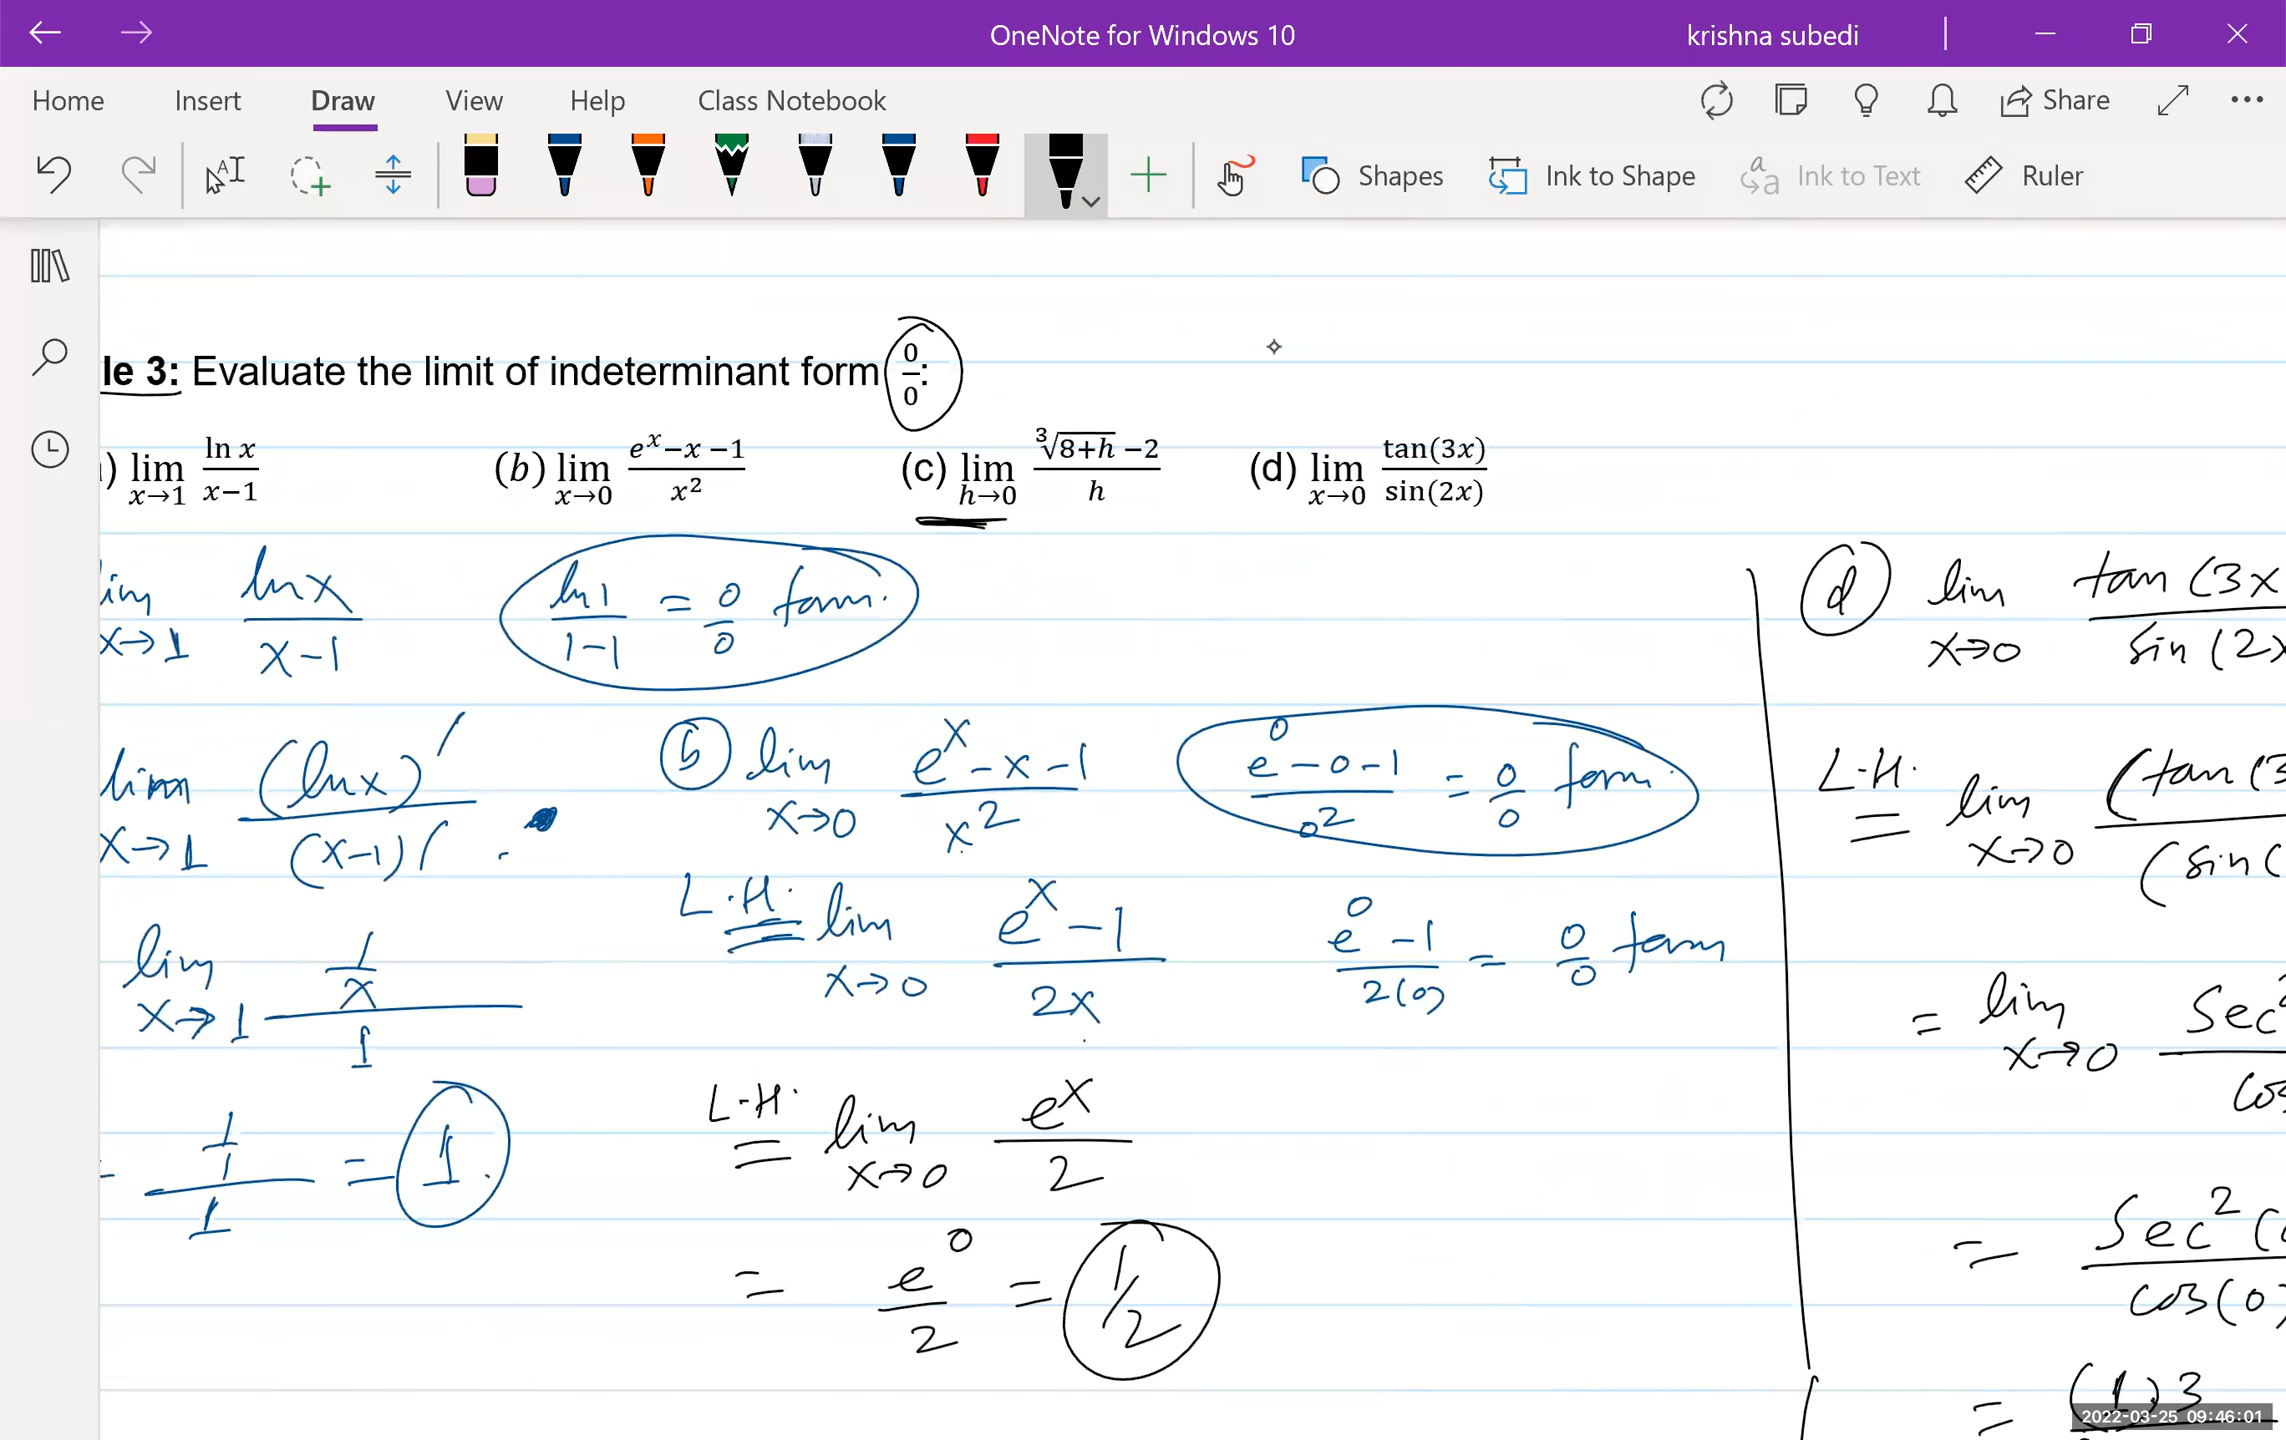 OneNote for Windows 10
krishna subedi
Home Insert Draw View Help Class Notebook Share
Shapes Ink to Shape Ink to Text Ruler
le 3: Evaluate the limit of indeterminant form 0/0:
) lim x→1 ln x / x−1 (b) lim x→0 e^x−x −1 / x² (c) lim h→0 ∛8+h −2 / h (d) lim x→0 tan(3x) / sin(2x)
im x→1 ln x / x−1
ln 1 / 1−1 = 0/0 form.
lim x→1 (ln x)' / (x−1)'
lim x→1 1/x / 1
- 1/1 / 1 = 1
b lim x→0 e^x − x − 1 / x²
e^0 − 0 − 1 / 0² = 0/0 form
L.H. = lim x→0 e^x − 1 / 2x
e^0 − 1 / 2(0) = 0/0 form
L.H. = lim x→0 e^x / 2
= e^0 / 2 = 1/2
d lim x→0 tan (3x / sin (2x
L.H. = lim x→0 (tan (3 / (sin (
= lim x→0 Sec² / cos
= Sec² ( / cos(0)
= (1) 3
2022-03-25 09:46:01